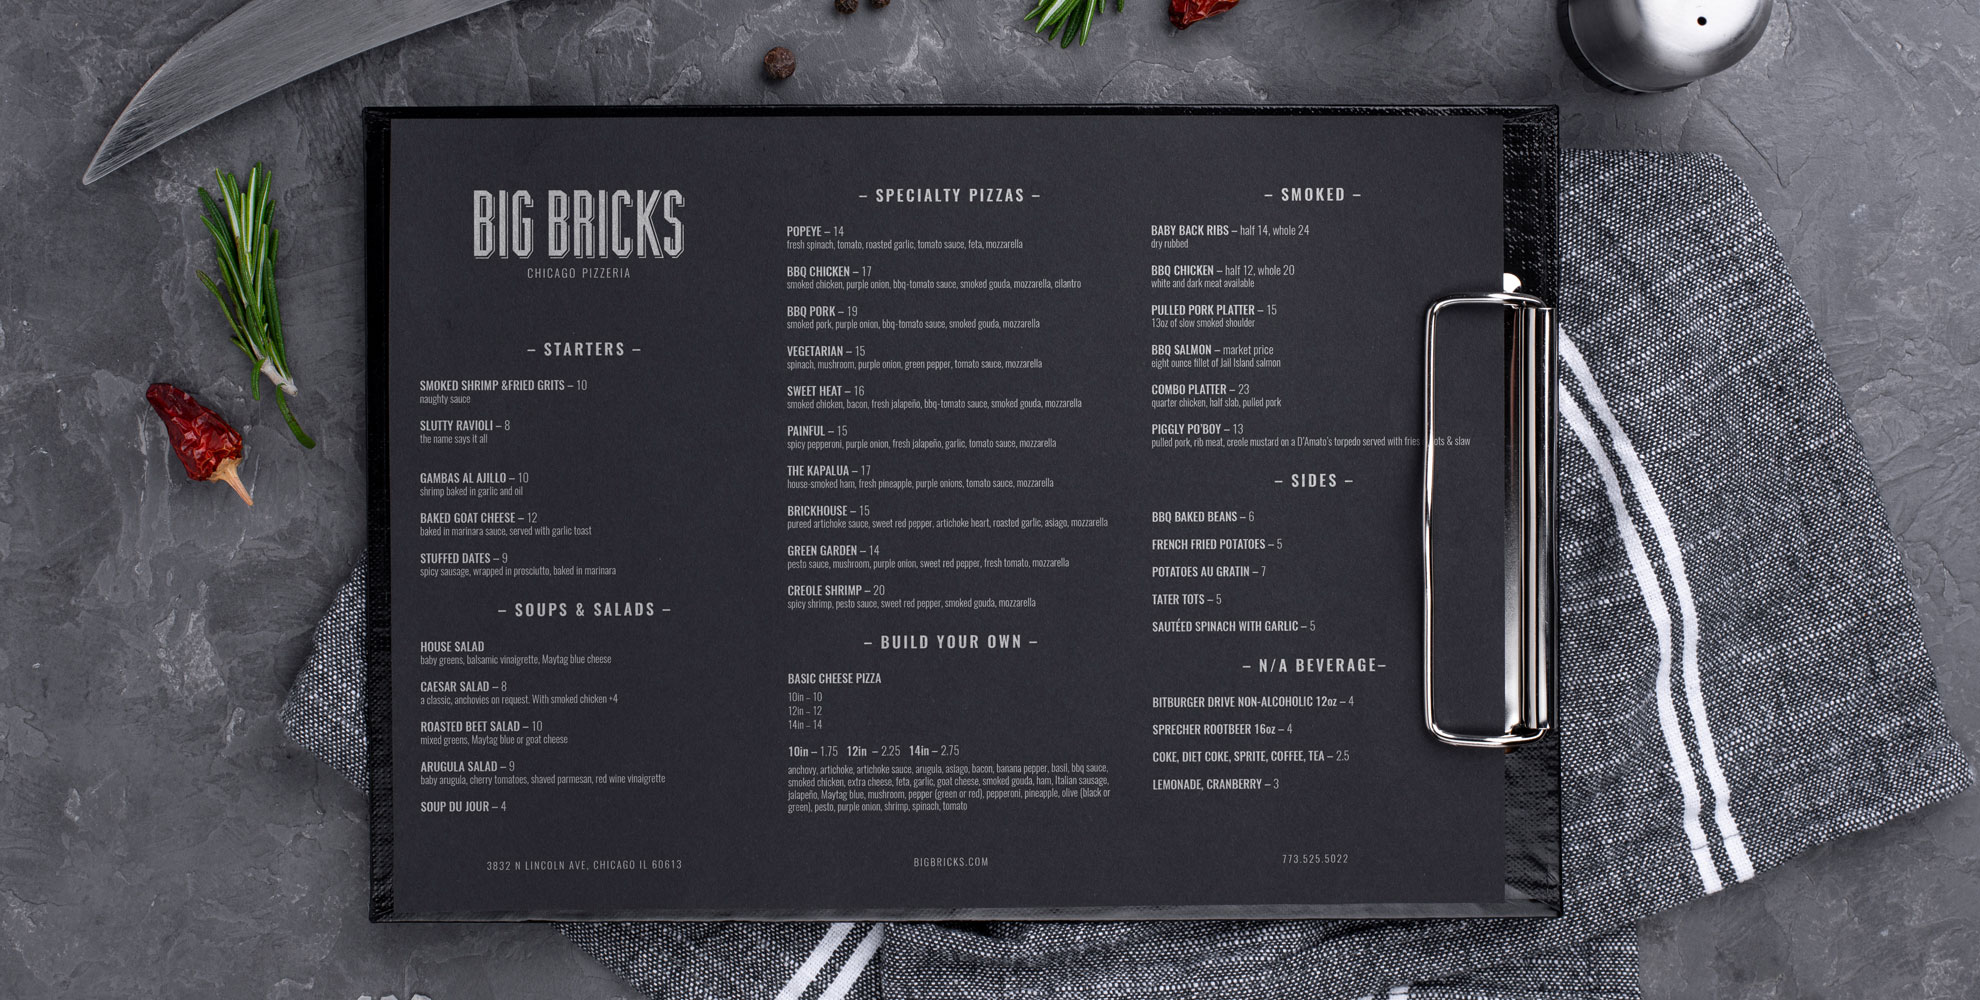 BIG BRICKS
CHICAGO PIZZERIA
– STARTERS –
SMOKED SHRIMP &FRIED GRITS – 10
naughty sauce
SLUTTY RAVIOLI – 8
the name says it all
GAMBAS AL AJILLO – 10
shrimp baked in garlic and oil
BAKED GOAT CHEESE – 12
baked in marinara sauce, served with garlic toast
STUFFED DATES – 9
spicy sausage, wrapped in prosciutto, baked in marinara
– SOUPS & SALADS –
HOUSE SALAD
baby greens, balsamic vinaigrette, Maytag blue cheese
CAESAR SALAD – 8
a classic, anchovies on request. With smoked chicken +4
ROASTED BEET SALAD – 10
mixed greens, Maytag blue or goat cheese
ARUGULA SALAD – 9
baby arugula, cherry tomatoes, shaved parmesan, red wine vinaigrette
SOUP DU JOUR – 4
3832 N LINCOLN AVE, CHICAGO IL 60613
– SPECIALTY PIZZAS –
POPEYE – 14
fresh spinach, tomato, roasted garlic, tomato sauce, feta, mozzarella
BBQ CHICKEN – 17
smoked chicken, purple onion, bbq-tomato sauce, smoked gouda, mozzarella, cilantro
BBQ PORK – 19
smoked pork, purple onion, bbq-tomato sauce, smoked gouda, mozzarella
VEGETARIAN – 15
spinach, mushroom, purple onion, green pepper, tomato sauce, mozzarella
SWEET HEAT – 16
smoked chicken, bacon, fresh jalapeño, bbq-tomato sauce, smoked gouda, mozzarella
PAINFUL – 15
spicy pepperoni, purple onion, fresh jalapeño, garlic, tomato sauce, mozzarella
THE KAPALUA – 17
house-smoked ham, fresh pineapple, purple onions, tomato sauce, mozzarella
BRICKHOUSE – 15
pureed artichoke sauce, sweet red pepper, artichoke heart, roasted garlic, asiago, mozzarella
GREEN GARDEN – 14
pesto sauce, mushroom, purple onion, sweet red pepper, fresh tomato, mozzarella
CREOLE SHRIMP – 20
spicy shrimp, pesto sauce, sweet red pepper, smoked gouda, mozzarella
– BUILD YOUR OWN –
BASIC CHEESE PIZZA
10in – 10
12in – 12
14in – 14
10in – 1.75 12in – 2.25 14in – 2.75
anchovy, artichoke, artichoke sauce, arugula, asiago, bacon, banana pepper, basil, bbq sauce,
smoked chicken, extra cheese, feta, garlic, goat cheese, smoked gouda, ham, Italian sausage,
jalapeño, Maytag blue, mushroom, pepper (green or red), pepperoni, pineapple, olive (black or
green), pesto, purple onion, shrimp, spinach, tomato
BIGBRICKS.COM
– SMOKED –
BABY BACK RIBS – half 14, whole 24
dry rubbed
BBQ CHICKEN – half 12, whole 20
white and dark meat available
PULLED PORK PLATTER – 15
13oz of slow smoked shoulder
BBQ SALMON – market price
eight ounce fillet of Jail Island salmon
COMBO PLATTER – 23
quarter chicken, half slab, pulled pork
PIGGLY PO'BOY – 13
pulled pork, rib meat, creole mustard on a D'Amato's torpedo served with fries ots & slaw
– SIDES –
BBQ BAKED BEANS – 6
FRENCH FRIED POTATOES – 5
POTATOES AU GRATIN – 7
TATER TOTS – 5
SAUTÉED SPINACH WITH GARLIC – 5
– N/A BEVERAGE–
BITBURGER DRIVE NON-ALCOHOLIC 12oz – 4
SPRECHER ROOTBEER 16oz – 4
COKE, DIET COKE, SPRITE, COFFEE, TEA – 2.5
LEMONADE, CRANBERRY – 3
773.525.5022